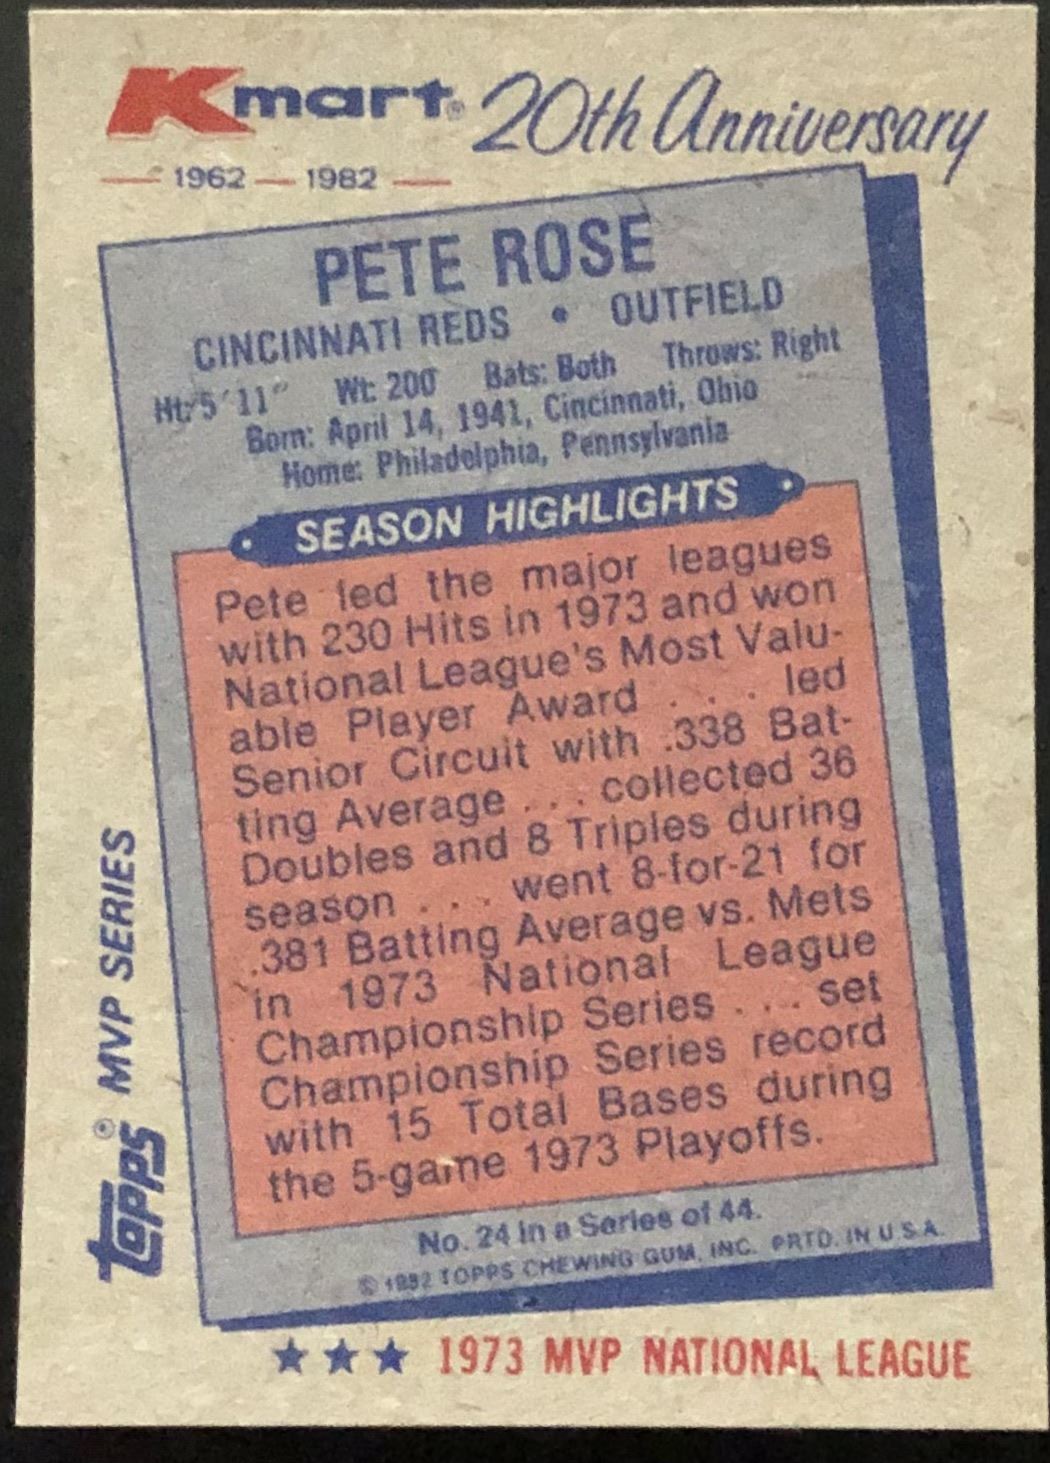 Kmart® 20th Anniversary
1962 — 1982
PETE ROSE
CINCINNATI REDS • OUTFIELD
Ht: 5'11" Wt: 200 Bats: Both Throws: Right
Born: April 14, 1941, Cincinnati, Ohio
Home: Philadelphia, Pennsylvania
SEASON HIGHLIGHTS
Pete led the major leagues
with 230 Hits in 1973 and won
National League's Most Valu-
able Player Award . . . led
Senior Circuit with .338 Bat-
ting Average . . . collected 36
Doubles and 8 Triples during
season . . . went 8-for-21 for
.381 Batting Average vs. Mets
in 1973 National League
Championship Series . . . set
Championship Series record
with 15 Total Bases during
the 5-game 1973 Playoffs.
No. 24 in a Series of 44.
© 1982 TOPPS CHEWING GUM, INC. PRTD. IN U.S.A.
topps® MVP SERIES
★★★ 1973 MVP NATIONAL LEAGUE